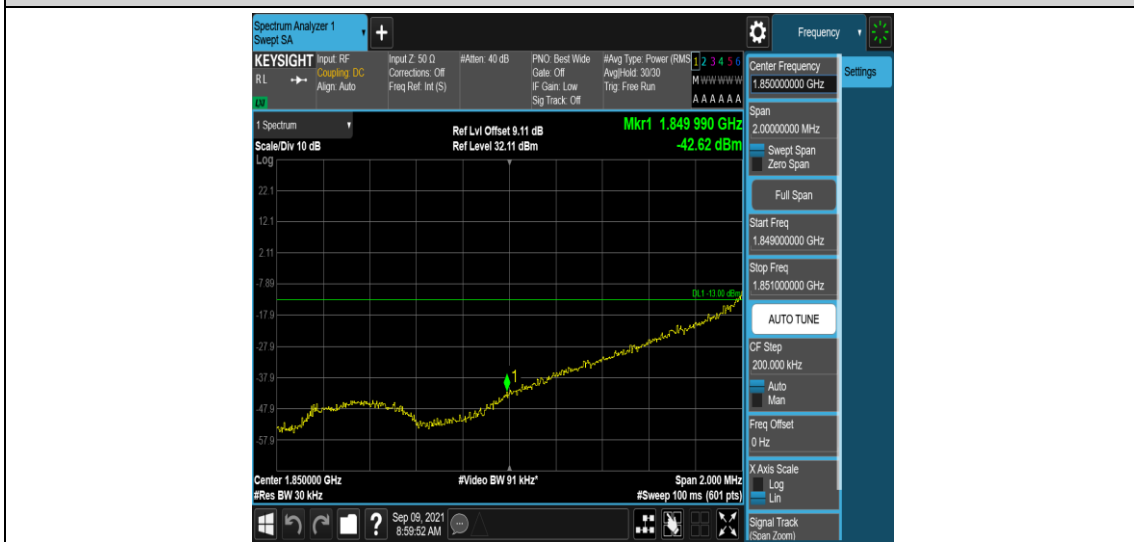 Spectrum Analyzer 1
Swept SA
+
Frequency
KEYSIGHT
RL
LXI
Input: RF
Coupling: DC
Align: Auto
Input Z: 50 Ω
Corrections: Off
Freq Ref: Int (S)
#Atten: 40 dB
PNO: Best Wide
Gate: Off
IF Gain: Low
Sig Track: Off
#Avg Type: Power (RMS
Avg|Hold: 30/30
Trig: Free Run
1 2 3 4 5 6
M W W W W W
A A A A A A
Center Frequency
1.850000000 GHz
Settings
1 Spectrum
Ref Lvl Offset 9.11 dB
Mkr1 1.849 990 GHz
Scale/Div 10 dB
Ref Level 32.11 dBm
-42.62 dBm
Log
22.1
12.1
2.11
-7.89
DL1 -13.00 dBm
-17.9
-27.9
-37.9
1
-47.9
-57.9
Center 1.850000 GHz
#Video BW 91 kHz*
Span 2.000 MHz
#Res BW 30 kHz
#Sweep 100 ms (601 pts)
Span
2.00000000 MHz
Swept Span
Zero Span
Full Span
Start Freq
1.849000000 GHz
Stop Freq
1.851000000 GHz
AUTO TUNE
CF Step
200.000 kHz
Auto
Man
Freq Offset
0 Hz
X Axis Scale
Log
Lin
Signal Track
(Span Zoom)
?
Sep 09, 2021
8:59:52 AM